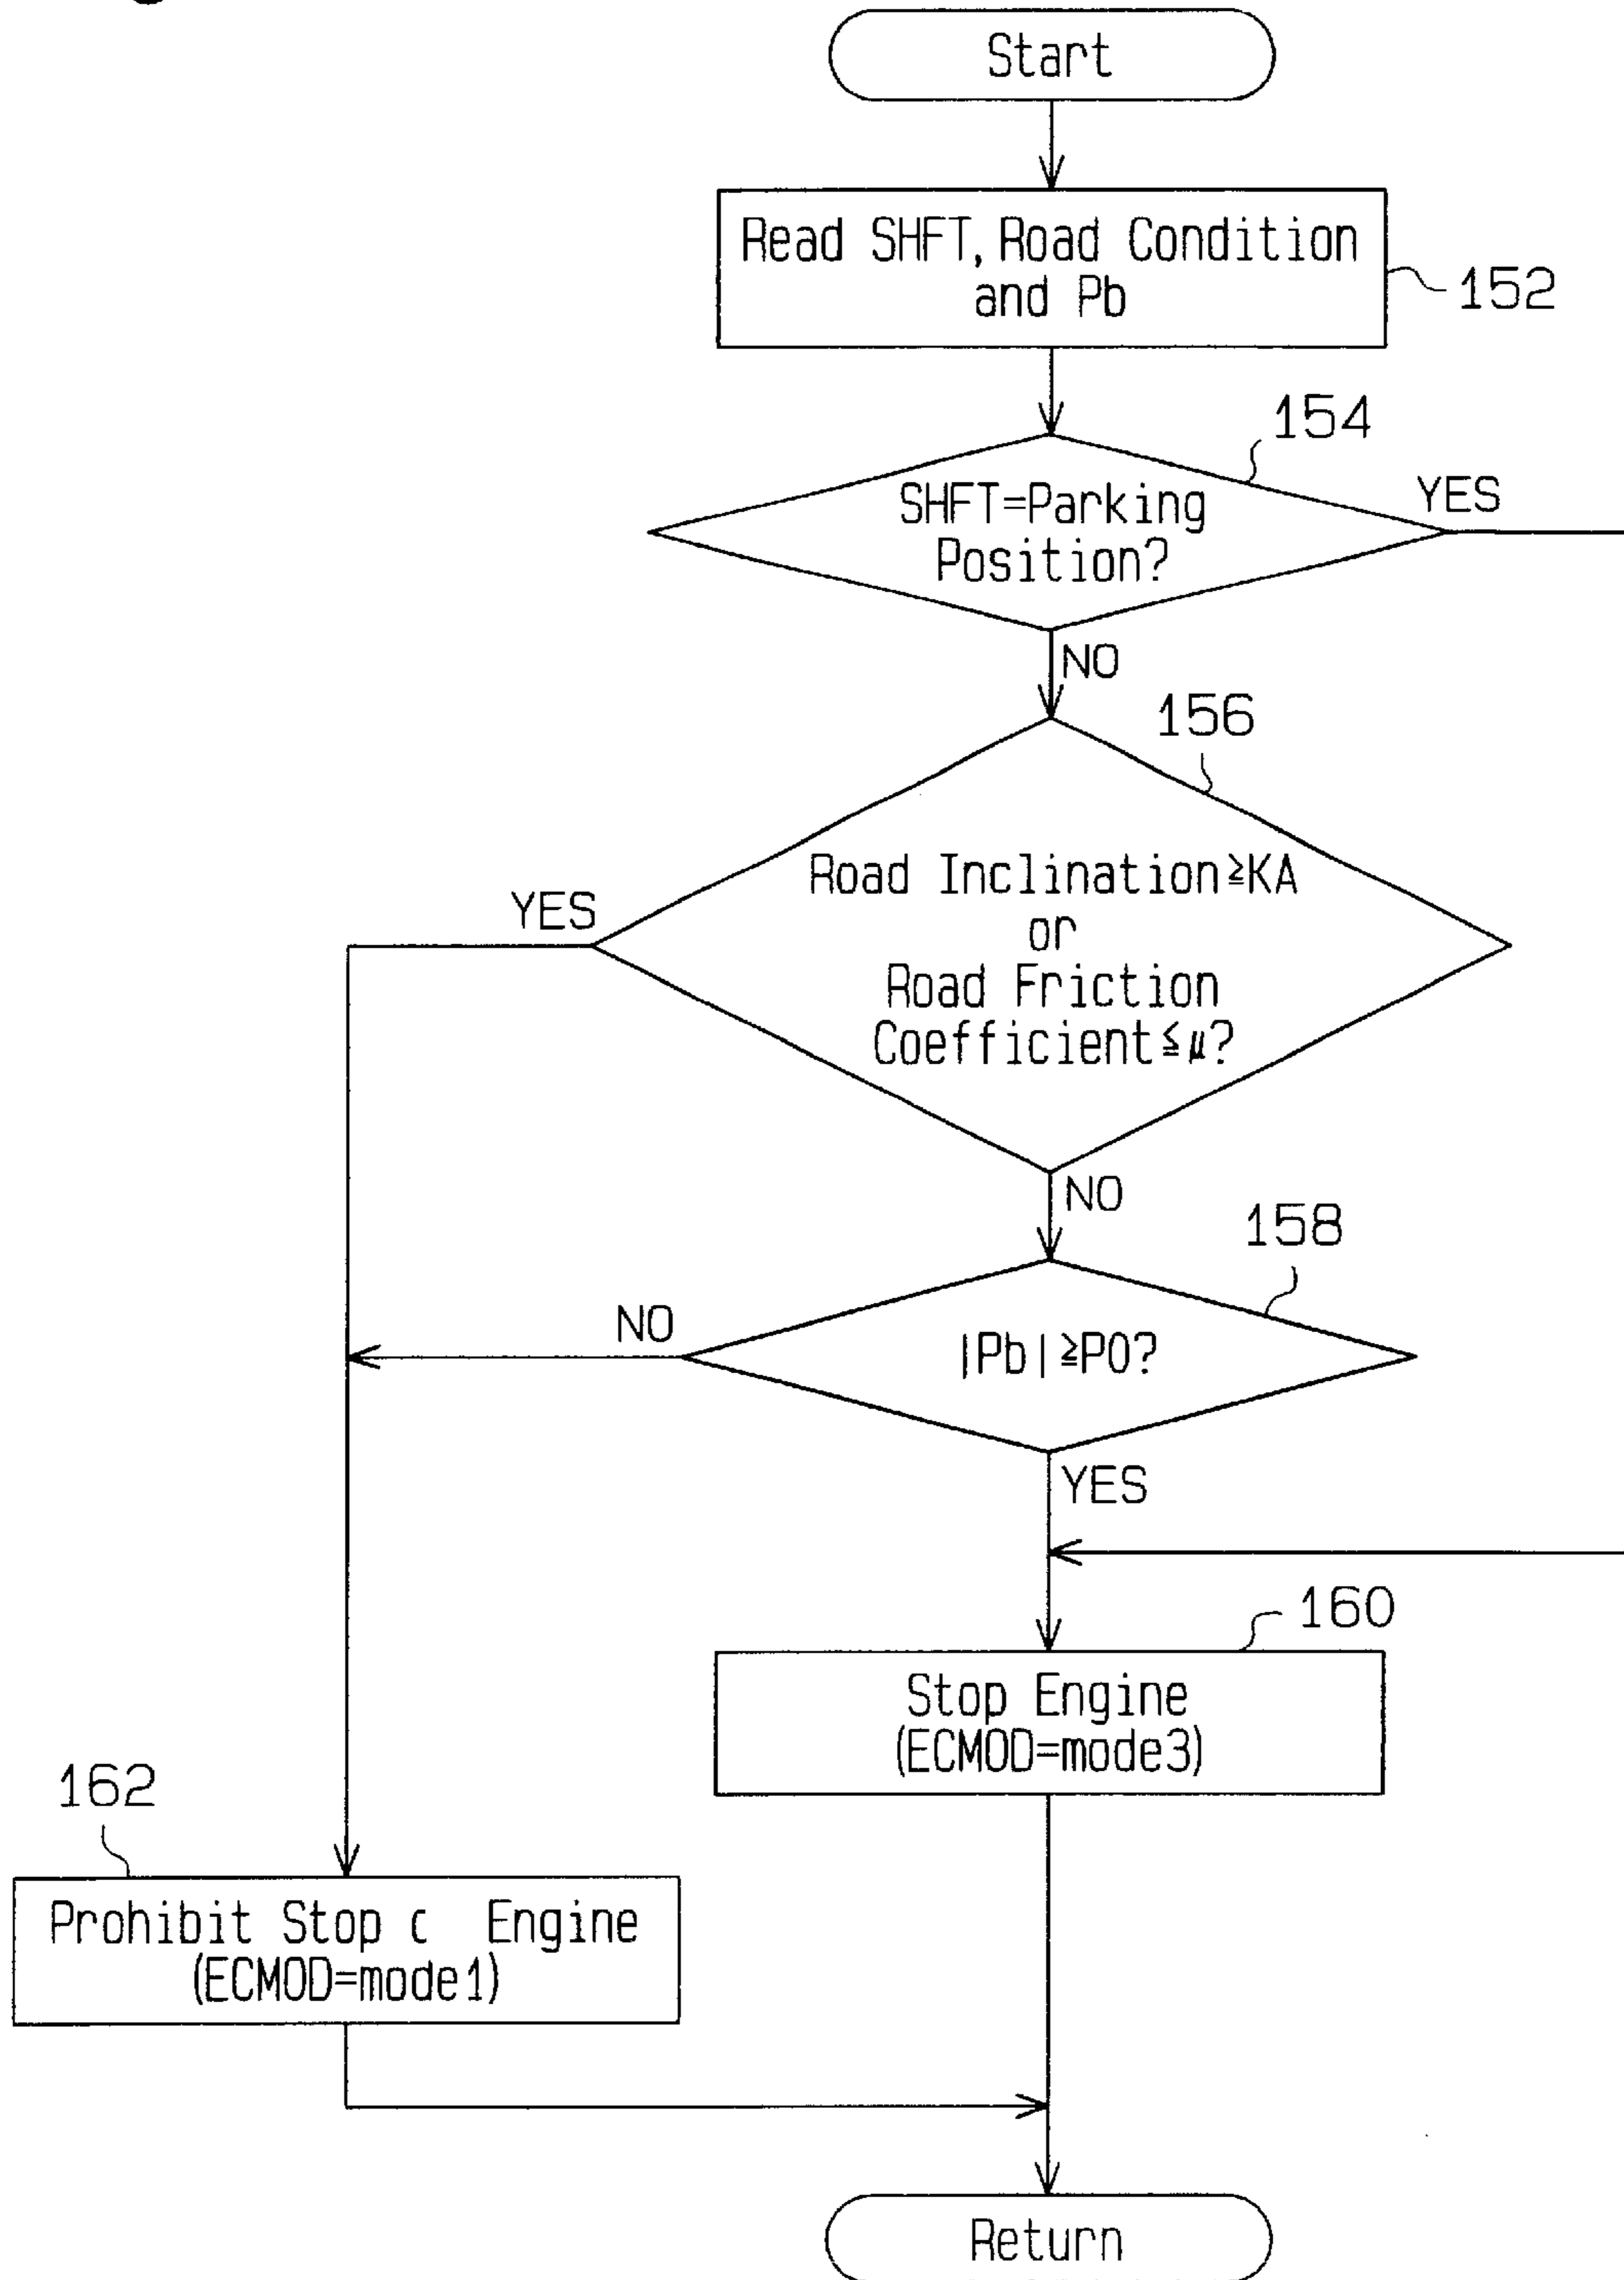 Start
Read SHFT, Road Condition
and Pb
152
154
SHFT=Parking
Position?
YES
NO
156
Road Inclination≧KA
or
Road Friction
Coefficient≦μ?
YES
NO
158
|Pb|≧P0?
NO
YES
160
Stop Engine
(ECMOD=mode3)
162
Prohibit Stop Engine
(ECMOD=mode1)
Return